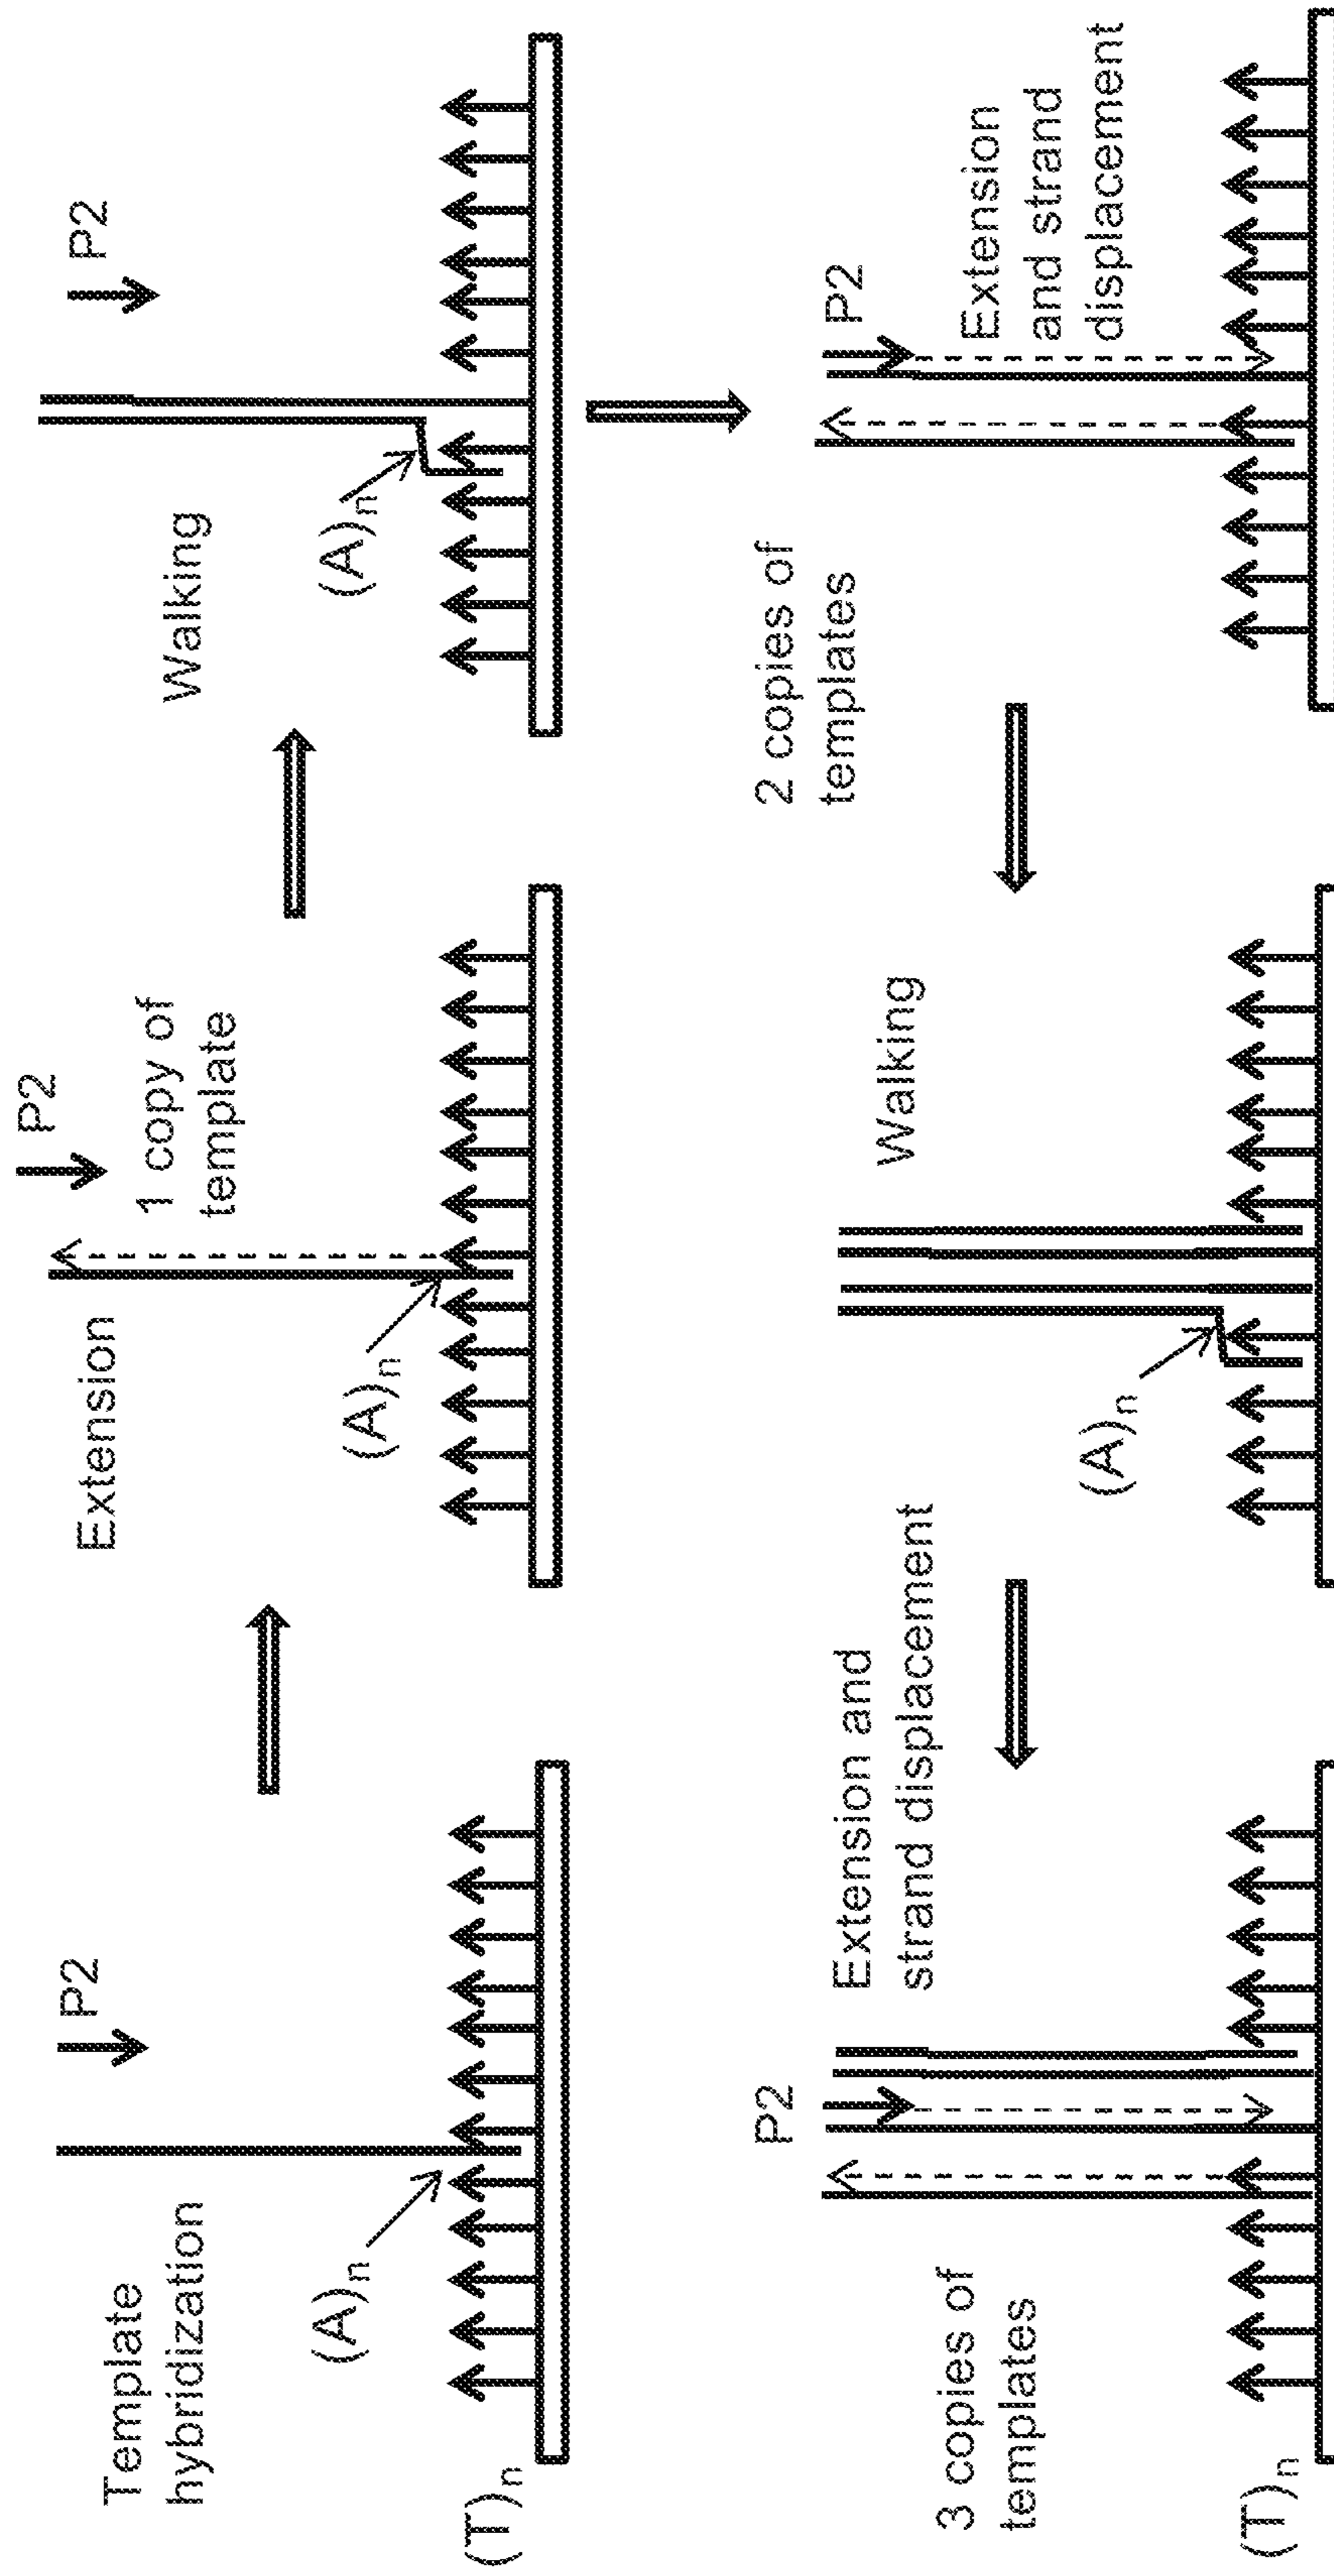 Template
hybridization
P2
(A)n
(T)n
Extension
P2
1 copy of
template
(A)n
Walking
P2
(A)n
2 copies of
templates
P2
Extension
and strand
displacement
Walking
(A)n
Extension and
strand displacement
P2
3 copies of
templates
(T)n